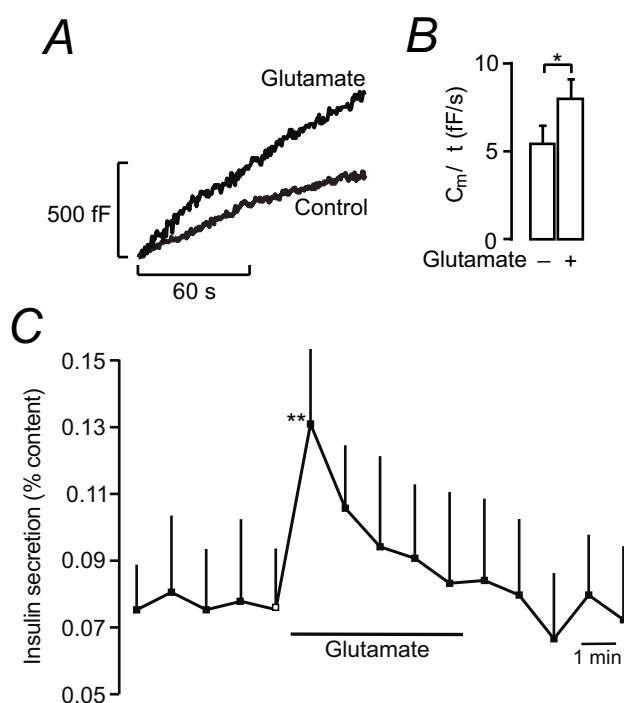 A
Glutamate
500 fF
Control
60 s
B
*
C_m/ t (fF/s)
10
5
0
Glutamate – +
C
Insulin secretion (% content)
0.15
0.13
0.11
0.09
0.07
0.05
**
Glutamate
1 min